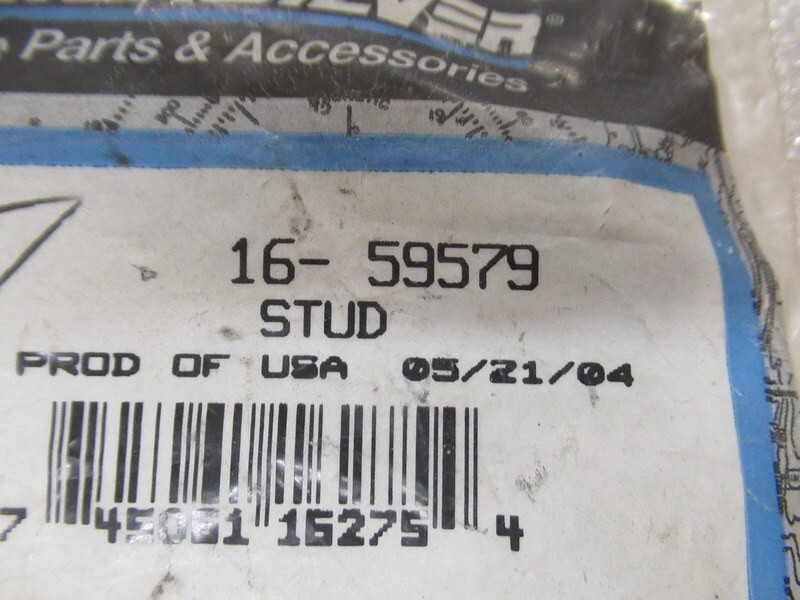 Parts & Accessories
16- 59579
STUD
PROD OF USA 05/21/04
7 45061 16275 4